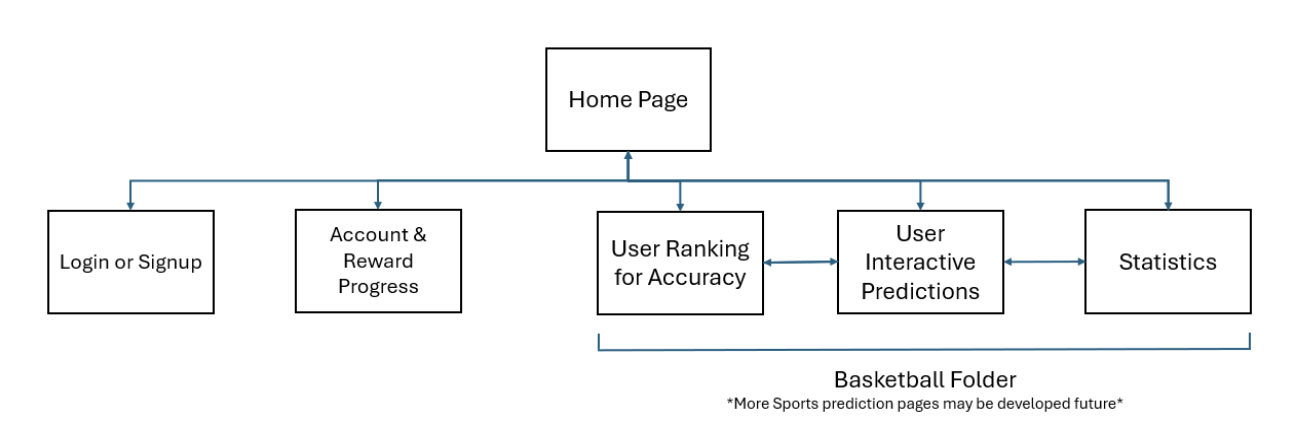 Home Page
Login or Signup
Account &
Reward
Progress
User Ranking
for Accuracy
User
Interactive
Predictions
Statistics
Basketball Folder
*More Sports prediction pages may be developed future*